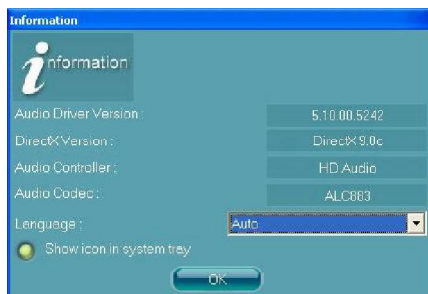 Information
information
Audio Driver Version :
5.10.00.5242
DirectX Version :
DirectX 9.0c
Audio Controller :
HD Audio
Audio Codec :
ALC883
Language :
Auto
Show icon in system tray
OK